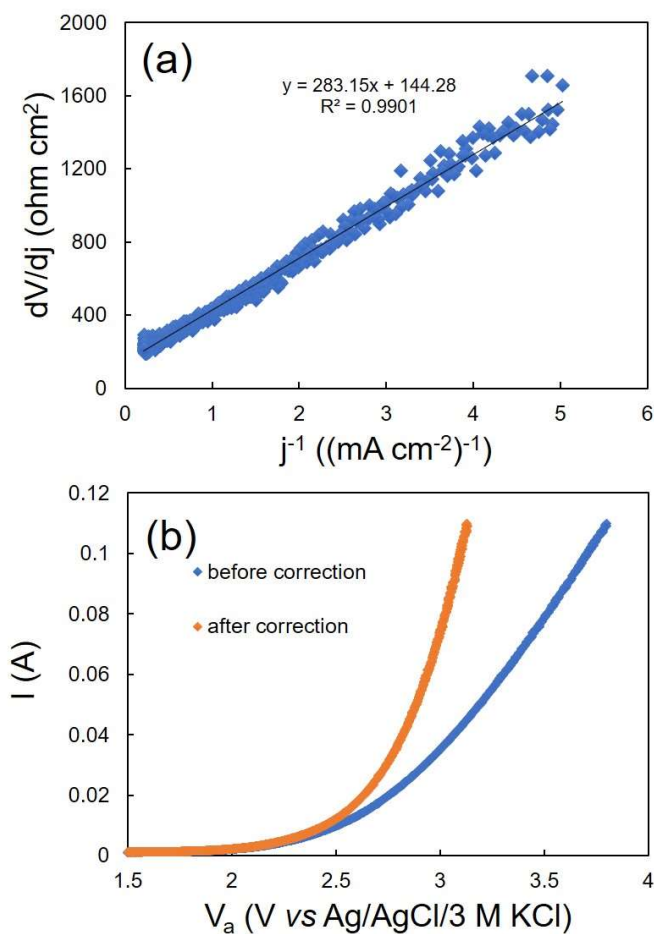 (a)
y = 283.15x + 144.28
R² = 0.9901
2000
1600
1200
800
400
0
dV/dj (ohm cm²)
0 1 2 3 4 5 6
j⁻¹ ((mA cm⁻²)⁻¹)
(b)
before correction
after correction
0.12
0.1
0.08
0.06
0.04
0.02
0
I (A)
1.5 2 2.5 3 3.5 4
Vₐ (V vs Ag/AgCl/3 M KCl)